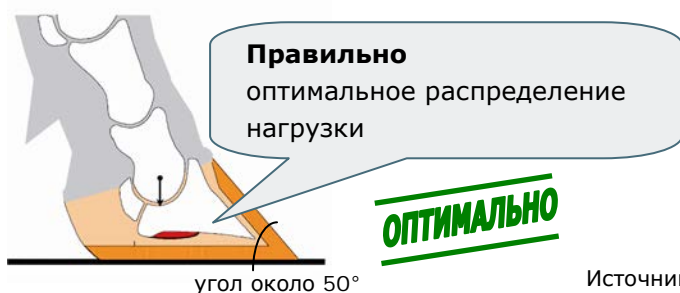 Правильно
оптимальное распределение
нагрузки
ОПТИМАЛЬНО
угол около 50°